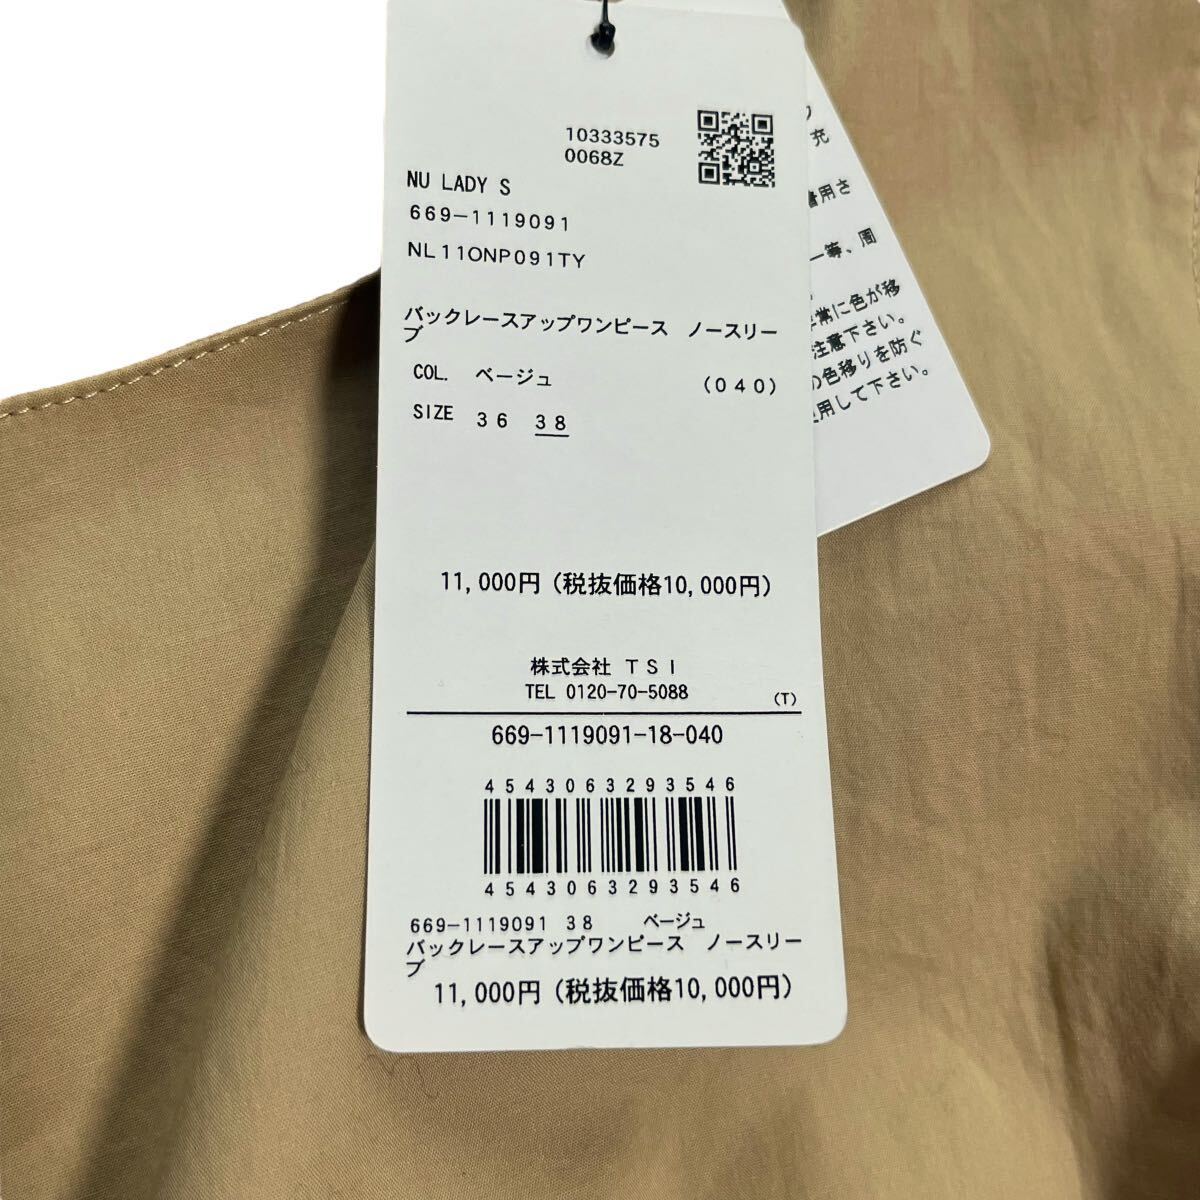 10333575
0068Z
NU LADY S
669-1119091
NL11ONP091TY
バックレースアップワンピース ノースリー
ブ
COL. ベージュ (040)
SIZE 36 38
11,000円 (税抜価格10,000円)
株式会社 TSI
TEL 0120-70-5088
(T)
669-1119091-18-040
4543063293546
4543063293546
669-1119091 38 ベージュ
バックレースアップワンピース ノースリー
ブ
11,000円 (税抜価格10,000円)
充
用さ
ー等、周
常に色が移
注意下さい。
の色移りを防ぐ
用して下さい。